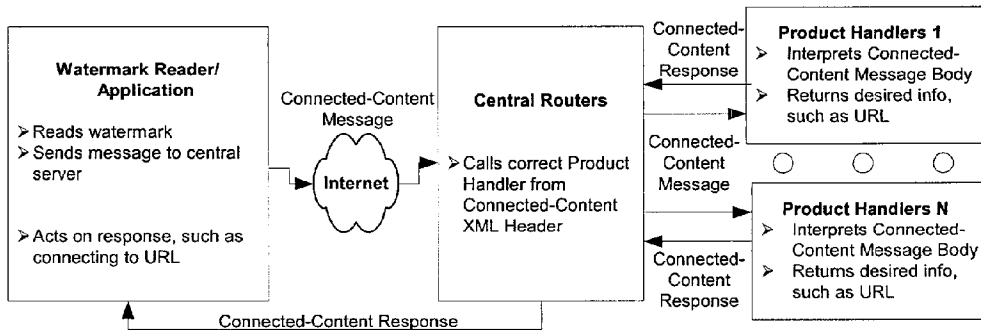 Watermark Reader/
Application
➢ Reads watermark
➢ Sends message to central
server
➢ Acts on response, such as
connecting to URL
Connected-Content
Message
Internet
Central Routers
➢ Calls correct Product
Handler from
Connected-Content
XML Header
Connected-
Content
Response
Connected-
Content
Message
Connected-
Content
Response
Product Handlers 1
➢ Interprets Connected-
Content Message Body
➢ Returns desired info,
such as URL
Product Handlers N
➢ Interprets Connected-
Content Message Body
➢ Returns desired info,
such as URL
Connected-Content Response